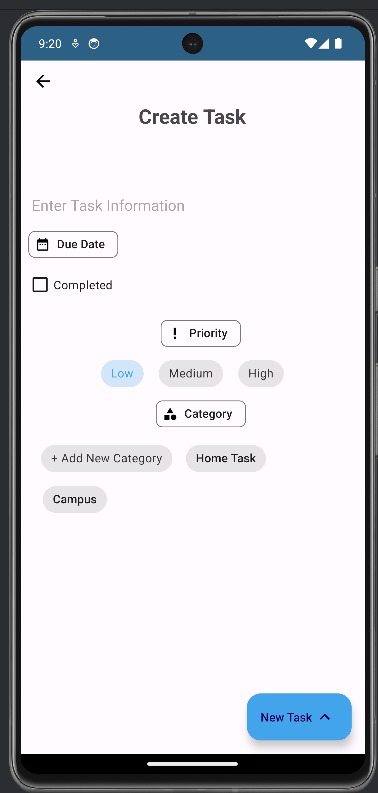 9:20
Create Task
Enter Task Information
Due Date
Completed
Priority
Low Medium High
Category
+ Add New Category Home Task
Campus
New Task